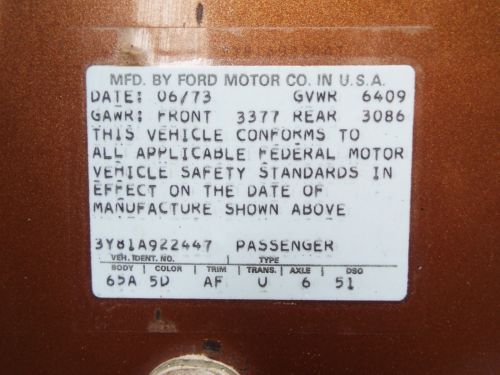 MFD. BY FORD MOTOR CO. IN U.S.A.
DATE: 06/73 GVWR 6409
GAWR: FRONT 3377 REAR 3086
THIS VEHICLE CONFORMS TO
ALL APPLICABLE FEDERAL MOTOR
VEHICLE SAFETY STANDARDS IN
EFFECT ON THE DATE OF
MANUFACTURE SHOWN ABOVE
3Y81A922447 PASSENGER
VEH. IDENT. NO. TYPE
BODY COLOR TRIM TRANS. AXLE DSO
65A 5D AF U 6 51